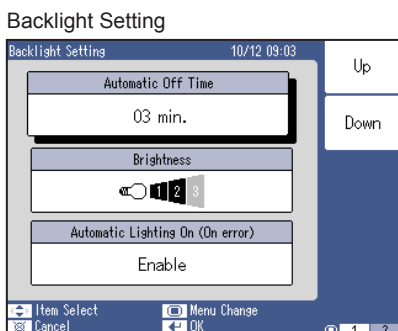 Backlight Setting
Backlight Setting 10/12 09:03
Up
Automatic Off Time
03 min.
Down
Brightness
1 2 3
Automatic Lighting On (On error)
Enable
Item Select Menu Change
Cancel OK
1 2